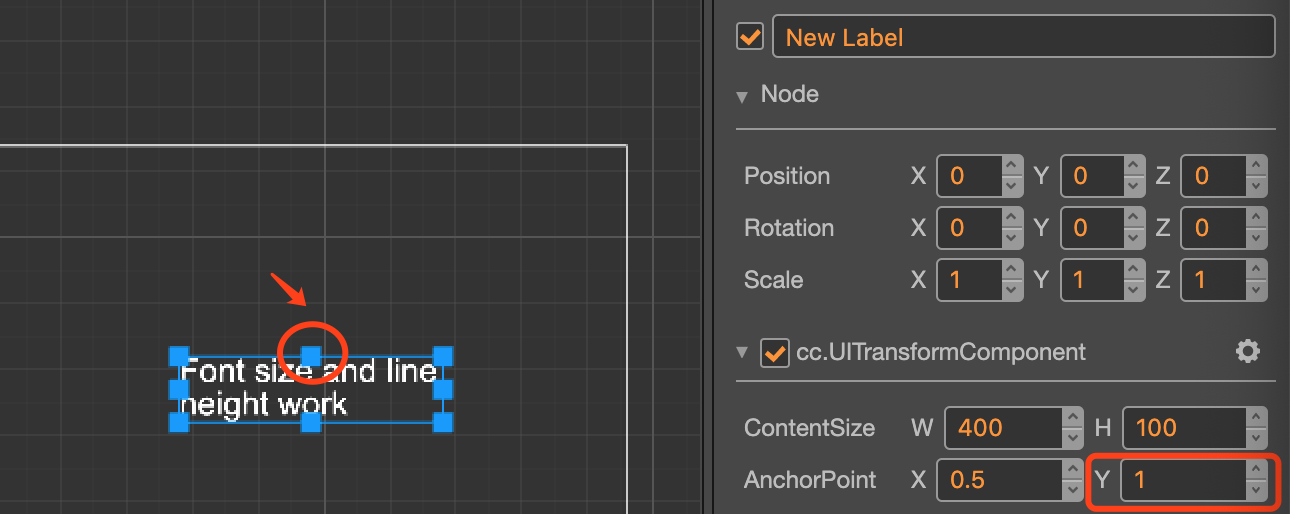 New Label
Node
Position X 0 Y 0 Z 0
Rotation X 0 Y 0 Z 0
Scale X 1 Y 1 Z 1
Font size and line
height work
cc.UITransformComponent
ContentSize W 400 H 100
AnchorPoint X 0.5 Y 1